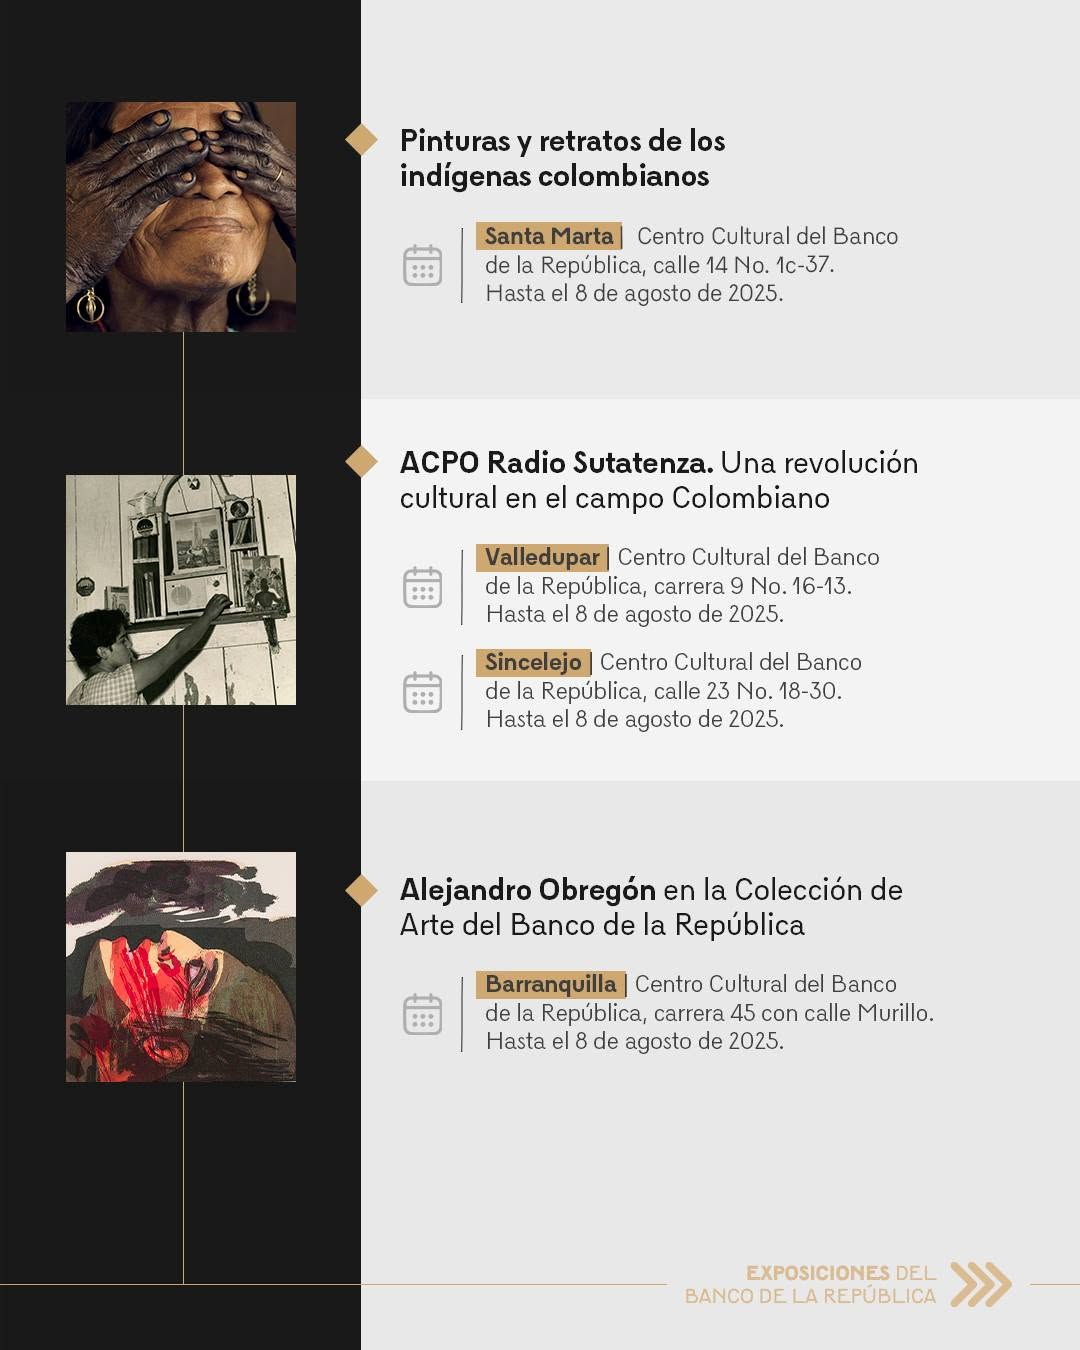 Pinturas y retratos de los
indígenas colombianos
Santa Marta | Centro Cultural del Banco
de la República, calle 14 No. 1c-37.
Hasta el 8 de agosto de 2025.
ACPO Radio Sutatenza. Una revolución
cultural en el campo Colombiano
Valledupar | Centro Cultural del Banco
de la República, carrera 9 No. 16-13.
Hasta el 8 de agosto de 2025.
Sincelejo | Centro Cultural del Banco
de la República, calle 23 No. 18-30.
Hasta el 8 de agosto de 2025.
Alejandro Obregón en la Colección de
Arte del Banco de la República
Barranquilla | Centro Cultural del Banco
de la República, carrera 45 con calle Murillo.
Hasta el 8 de agosto de 2025.
EXPOSICIONES DEL
BANCO DE LA REPÚBLICA